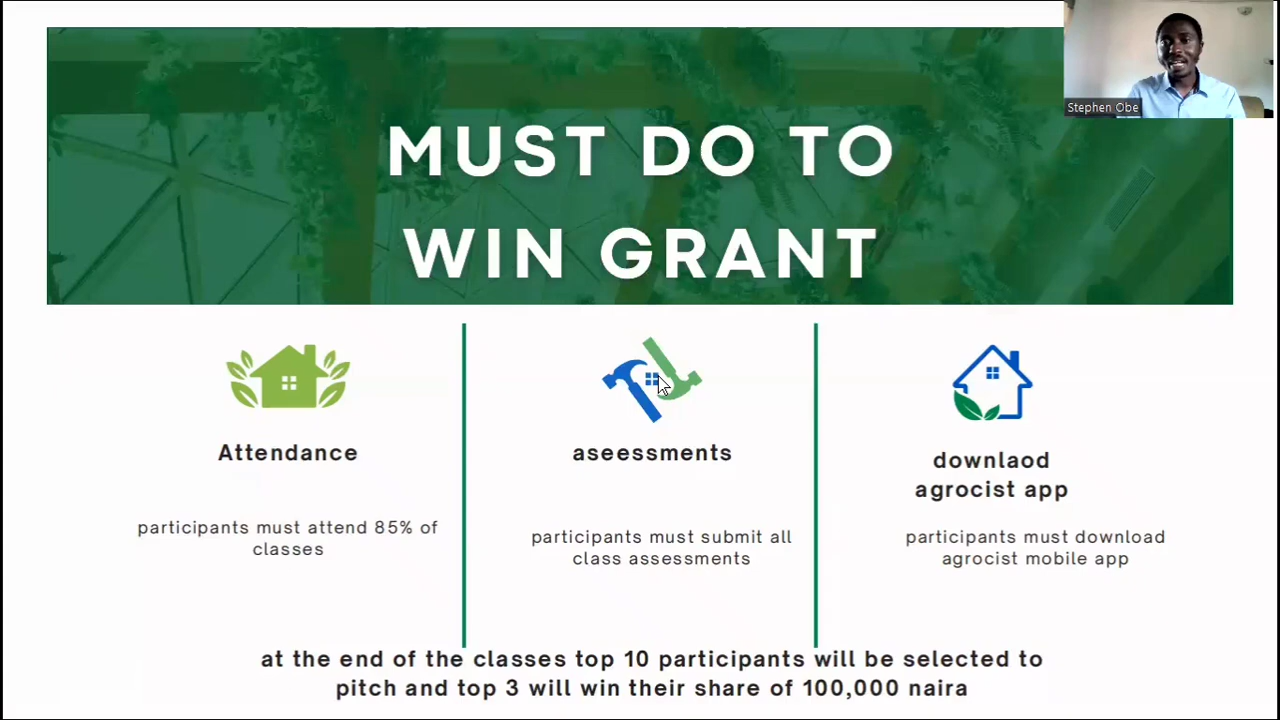 Stephen Obe
MUST DO TO
WIN GRANT
Attendance
participants must attend 85% of
classes
aseessments
participants must submit all
class assessments
downlaod
agrocist app
participants must download
agrocist mobile app
at the end of the classes top 10 participants will be selected to
pitch and top 3 will win their share of 100,000 naira